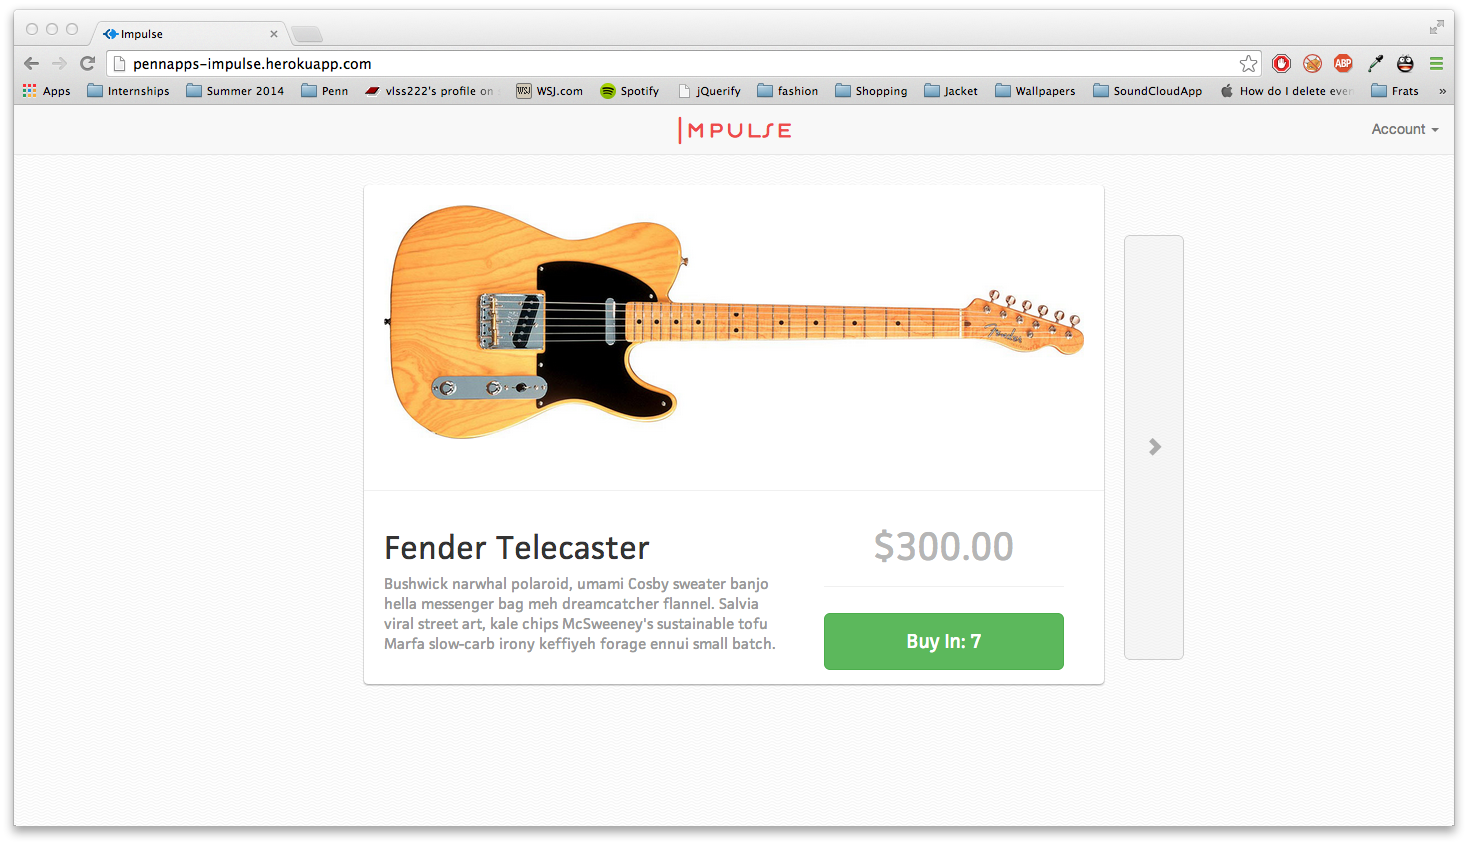 Impulse
pennapps-impulse.herokuapp.com
ABP
Apps Internships Summer 2014 Penn vlss222's profile on WSJ WSJ.com Spotify jQuerify fashion Shopping Jacket Wallpapers SoundCloudApp How do I delete ever Frats »
IMPULSE
Account
Fender
Fender Telecaster
$300.00
Bushwick narwhal polaroid, umami Cosby sweater banjo
hella messenger bag meh dreamcatcher flannel. Salvia
viral street art, kale chips McSweeney's sustainable tofu
Marfa slow-carb irony keffiyeh forage ennui small batch.
Buy In: 7